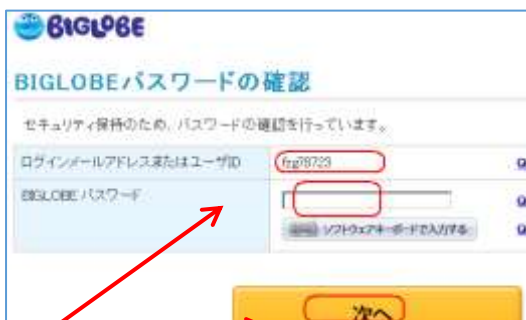 BIGLOBE
BIGLOBEパスワードの確認
セキュリティ保持のため、パスワードの確認を行っています。
ログインメールアドレスまたはユーザID
BIGLOBE パスワード
ソフトウェアキーボードで入力する
次へ